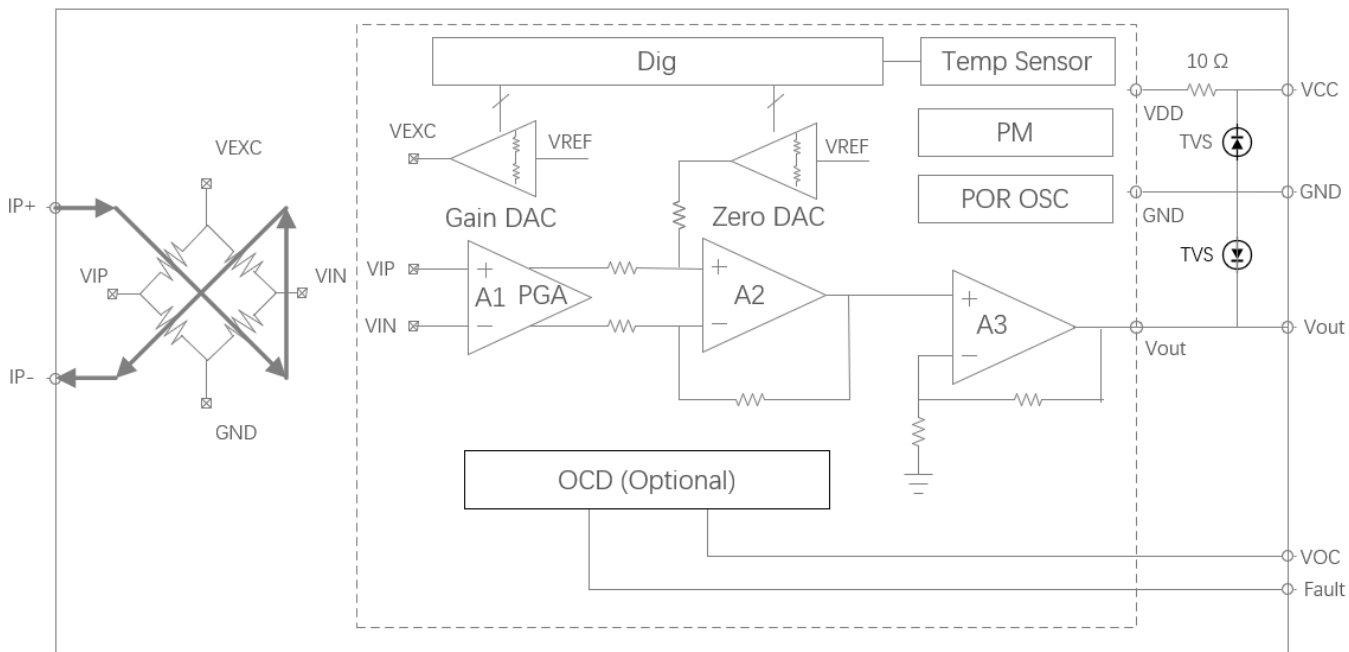 Dig
Temp Sensor
10 Ω
VCC
VDD
VEXC
VREF
VREF
PM
TVS
VEXC
IP+
Gain DAC
Zero DAC
POR OSC
GND
GND
VIP
VIN
VIP
+
A1
PGA
−
VIN
+
A2
−
TVS
+
A3
−
Vout
Vout
IP-
GND
OCD (Optional)
VOC
Fault